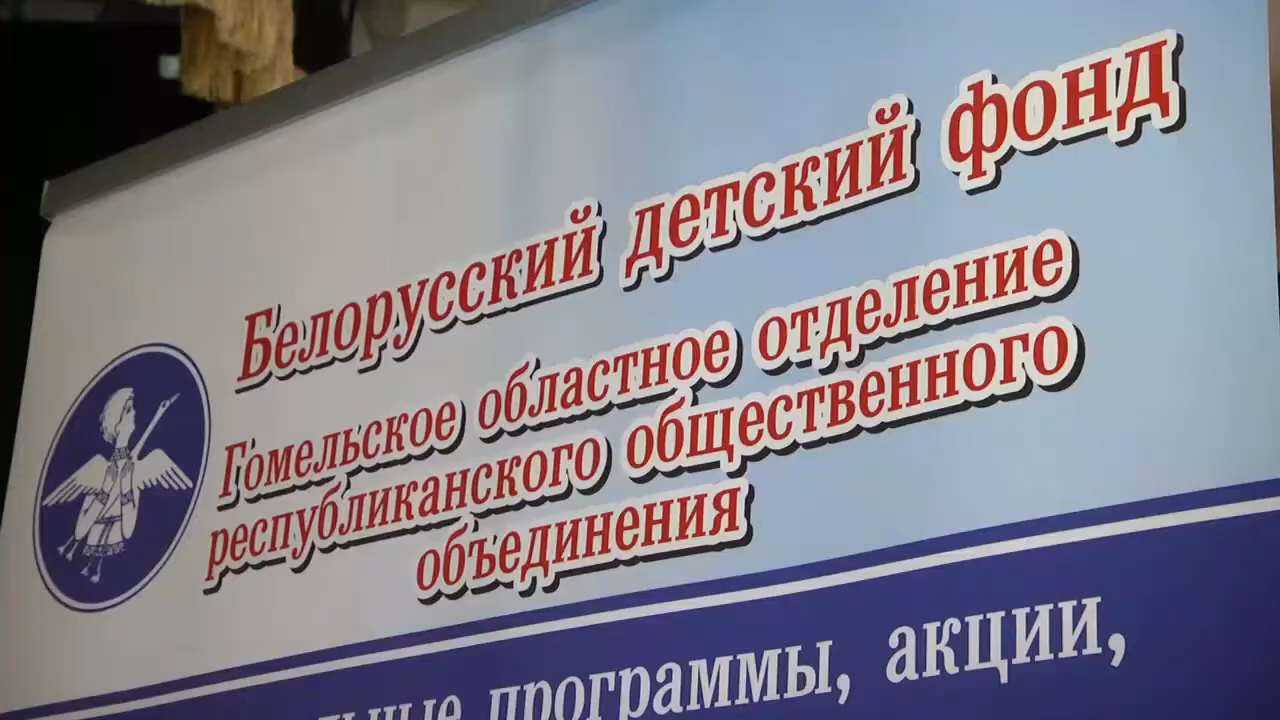 Белорусский детский фонд
Гомельское областное отделение
республиканского общественного
объединения
программы, акции,